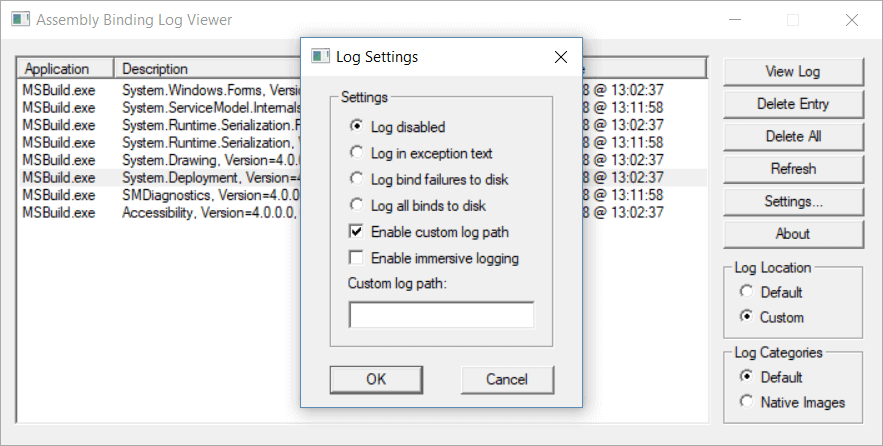 Assembly Binding Log Viewer
Application Description
MSBuild.exe System.Windows.Forms, Versio 8 @ 13:02:37
MSBuild.exe System.ServiceModel.Internals 8 @ 13:11:58
MSBuild.exe System.Runtime.Serialization.F 8 @ 13:02:37
MSBuild.exe System.Runtime.Serialization, 8 @ 13:11:58
MSBuild.exe System.Drawing, Version=4.0.0 8 @ 13:02:37
MSBuild.exe System.Deployment, Version=4 8 @ 13:02:37
MSBuild.exe SMDiagnostics, Version=4.0.0. 8 @ 13:11:58
MSBuild.exe Accessibility, Version=4.0.0.0, 8 @ 13:02:37
Log Settings
Settings
Log disabled
Log in exception text
Log bind failures to disk
Log all binds to disk
Enable custom log path
Enable immersive logging
Custom log path:
OK
Cancel
View Log
Delete Entry
Delete All
Refresh
Settings...
About
Log Location
Default
Custom
Log Categories
Default
Native Images